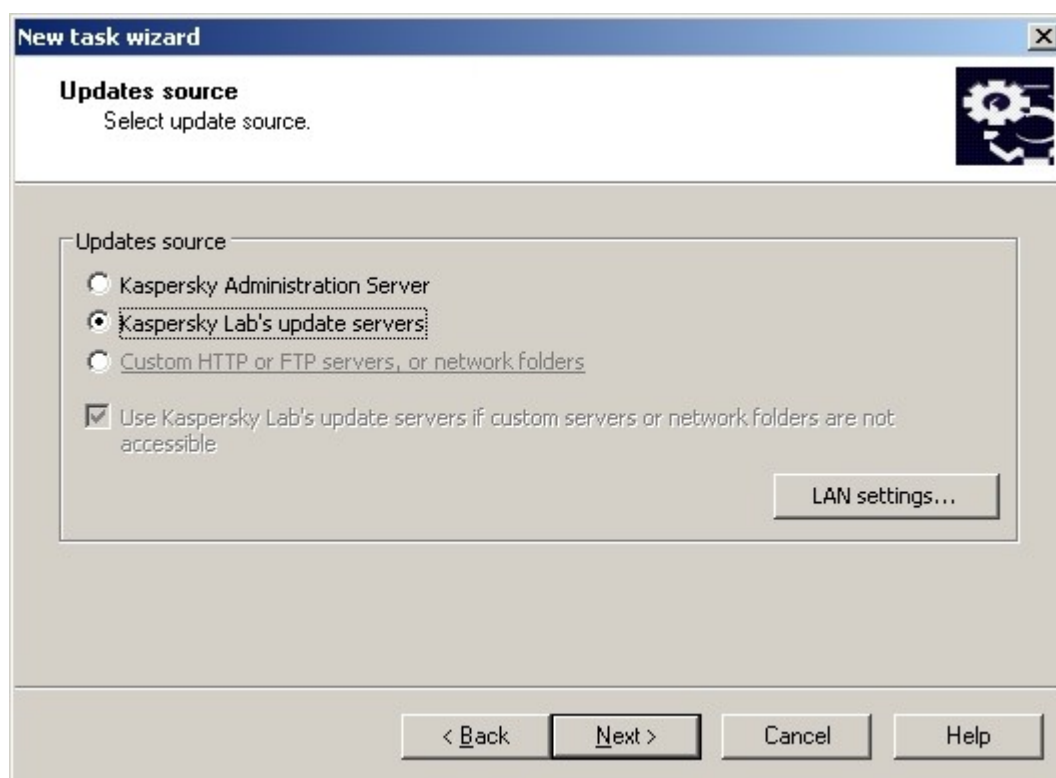 New task wizard
Updates source
Select update source.
Updates source
Kaspersky Administration Server
Kaspersky Lab's update servers
Custom HTTP or FTP servers, or network folders
Use Kaspersky Lab's update servers if custom servers or network folders are not
accessible
LAN settings...
< Back Next > Cancel Help